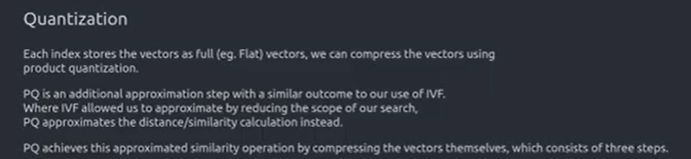 Quantization
Each index stores the vectors as full (eg. Flat) vectors, we can compress the vectors using
product quantization.
PQ is an additional approximation step with a similar outcome to our use of IVF.
Where IVF allowed us to approximate by reducing the scope of our search,
PQ approximates the distance/similarity calculation instead.
PQ achieves this approximated similarity operation by compressing the vectors themselves, which consists of three steps.